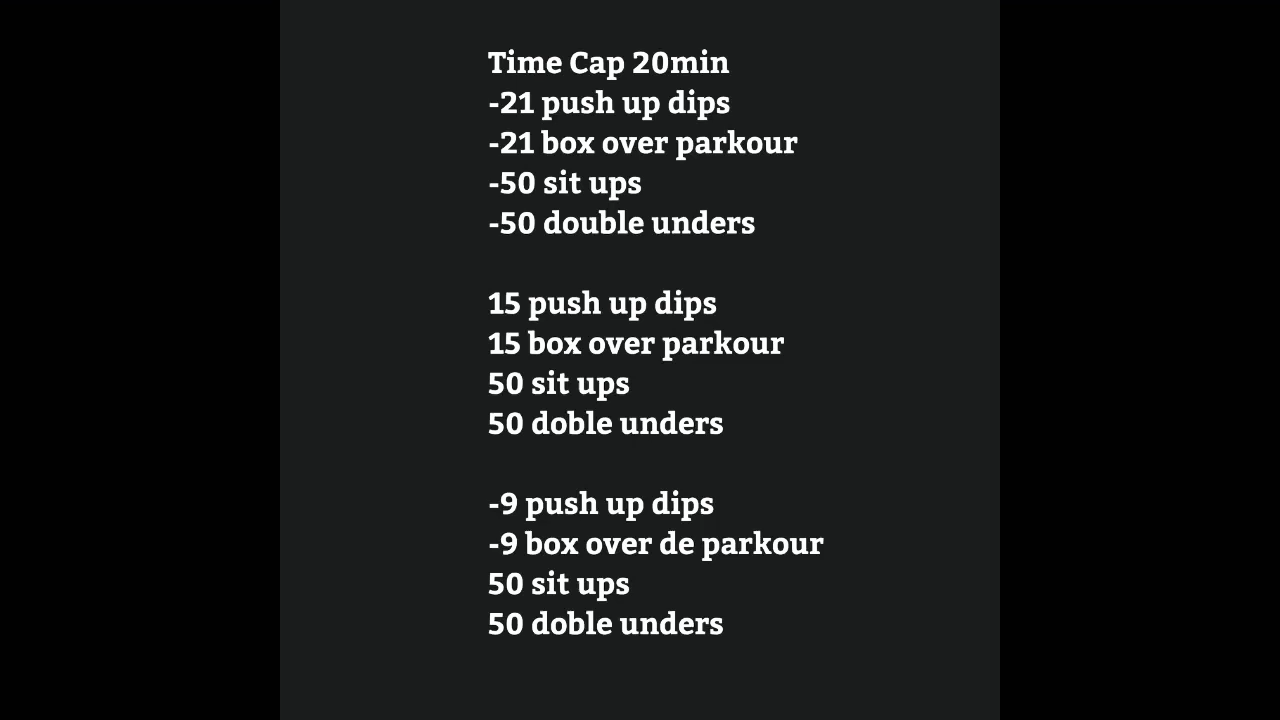 Time Cap 20min
-21 push up dips
-21 box over parkour
-50 sit ups
-50 double unders
15 push up dips
15 box over parkour
50 sit ups
50 doble unders
-9 push up dips
-9 box over de parkour
50 sit ups
50 doble unders